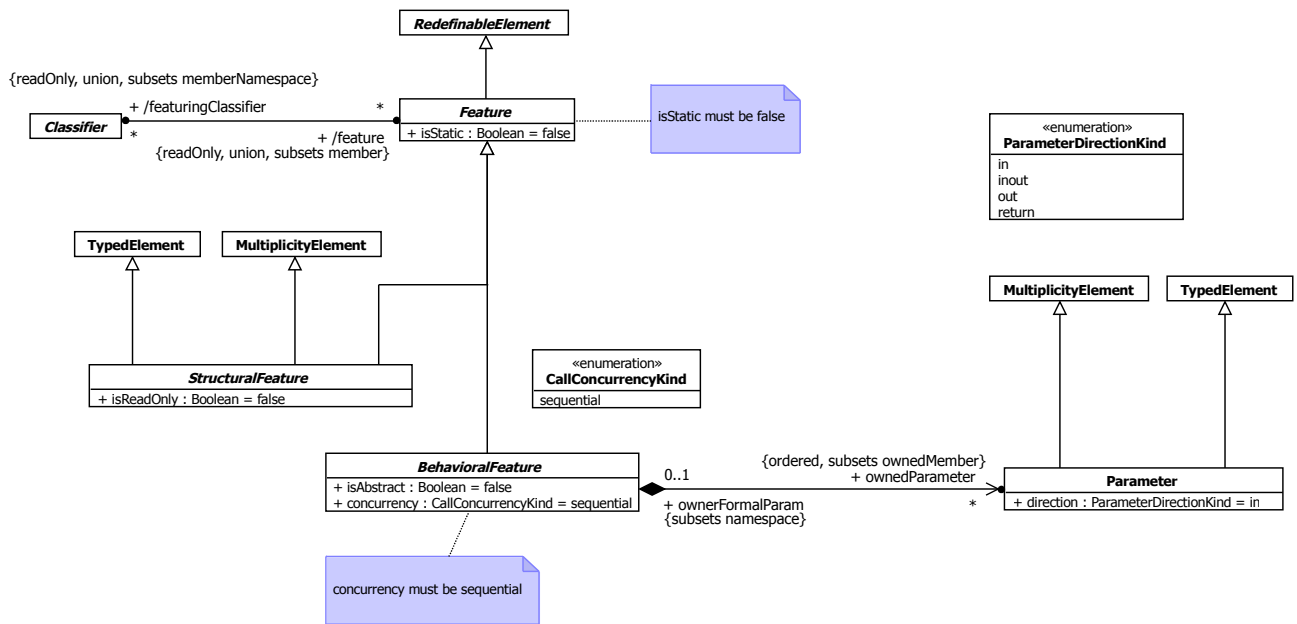 RedefinableElement
{readOnly, union, subsets memberNamespace}
+ /featuringClassifier
*
Feature
+ isStatic : Boolean = false
isStatic must be false
Classifier
*
+ /feature
{readOnly, union, subsets member}
«enumeration»
ParameterDirectionKind
in
inout
out
return
TypedElement
MultiplicityElement
MultiplicityElement
TypedElement
StructuralFeature
+ isReadOnly : Boolean = false
«enumeration»
CallConcurrencyKind
sequential
BehavioralFeature
+ isAbstract : Boolean = false
+ concurrency : CallConcurrencyKind = sequential
0..1
+ ownerFormalParam
{subsets namespace}
{ordered, subsets ownedMember}
+ ownedParameter
*
Parameter
+ direction : ParameterDirectionKind = in
concurrency must be sequential